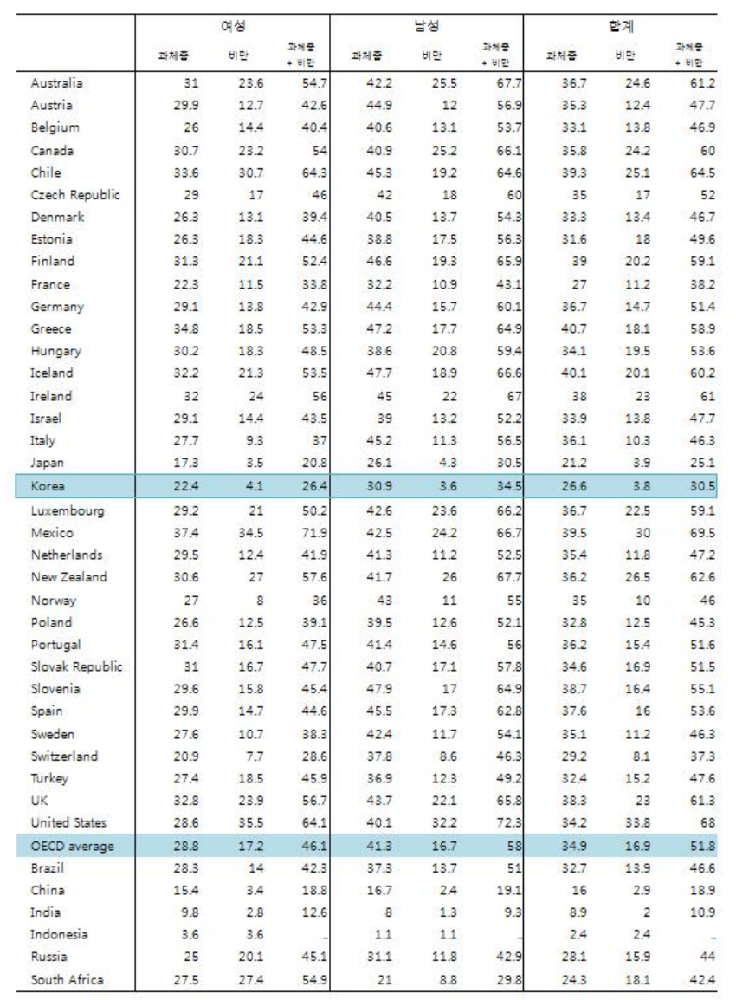 여성 남성 합계
과체중 비만 과체중 + 비만 과체중 비만 과체중 + 비만 과체중 비만 과체중 + 비만
Australia 31 23.6 54.7 42.2 25.5 67.7 36.7 24.6 61.2
Austria 29.9 12.7 42.6 44.9 12 56.9 35.3 12.4 47.7
Belgium 26 14.4 40.4 40.6 13.1 53.7 33.1 13.8 46.9
Canada 30.7 23.2 54 40.9 25.2 66.1 35.8 24.2 60
Chile 33.6 30.7 64.3 45.3 19.2 64.6 39.3 25.1 64.5
Czech Republic 29 17 46 42 18 60 35 17 52
Denmark 26.3 13.1 39.4 40.5 13.7 54.3 33.3 13.4 46.7
Estonia 26.3 18.3 44.6 38.8 17.5 56.3 31.6 18 49.6
Finland 31.3 21.1 52.4 46.6 19.3 65.9 39 20.2 59.1
France 22.3 11.5 33.8 32.2 10.9 43.1 27 11.2 38.2
Germany 29.1 13.8 42.9 44.4 15.7 60.1 36.7 14.7 51.4
Greece 34.8 18.5 53.3 47.2 17.7 64.9 40.7 18.1 58.9
Hungary 30.2 18.3 48.5 38.6 20.8 59.4 34.1 19.5 53.6
Iceland 32.2 21.3 53.5 47.7 18.9 66.6 40.1 20.1 60.2
Ireland 32 24 56 45 22 67 38 23 61
Israel 29.1 14.4 43.5 39 13.2 52.2 33.9 13.8 47.7
Italy 27.7 9.3 37 45.2 11.3 56.5 36.1 10.3 46.3
Japan 17.3 3.5 20.8 26.1 4.3 30.5 21.2 3.9 25.1
Korea 22.4 4.1 26.4 30.9 3.6 34.5 26.6 3.8 30.5
Luxembourg 29.2 21 50.2 42.6 23.6 66.2 36.7 22.5 59.1
Mexico 37.4 34.5 71.9 42.5 24.2 66.7 39.5 30 69.5
Netherlands 29.5 12.4 41.9 41.3 11.2 52.5 35.4 11.8 47.2
New Zealand 30.6 27 57.6 41.7 26 67.7 36.2 26.5 62.6
Norway 27 8 36 43 11 55 35 10 46
Poland 26.6 12.5 39.1 39.5 12.6 52.1 32.8 12.5 45.3
Portugal 31.4 16.1 47.5 41.4 14.6 56 36.2 15.4 51.6
Slovak Republic 31 16.7 47.7 40.7 17.1 57.8 34.6 16.9 51.5
Slovenia 29.6 15.8 45.4 47.9 17 64.9 38.7 16.4 55.1
Spain 29.9 14.7 44.6 45.5 17.3 62.8 37.6 16 53.6
Sweden 27.6 10.7 38.3 42.4 11.7 54.1 35.1 11.2 46.3
Switzerland 20.9 7.7 28.6 37.8 8.6 46.3 29.2 8.1 37.3
Turkey 27.4 18.5 45.9 36.9 12.3 49.2 32.4 15.2 47.6
UK 32.8 23.9 56.7 43.7 22.1 65.8 38.3 23 61.3
United States 28.6 35.5 64.1 40.1 32.2 72.3 34.2 33.8 68
OECD average 28.8 17.2 46.1 41.3 16.7 58 34.9 16.9 51.8
Brazil 28.3 14 42.3 37.3 13.7 51 32.7 13.9 46.6
China 15.4 3.4 18.8 16.7 2.4 19.1 16 2.9 18.9
India 9.8 2.8 12.6 8 1.3 9.3 8.9 2 10.9
Indonesia 3.6 3.6 .. 1.1 1.1 .. 2.4 2.4 ..
Russia 25 20.1 45.1 31.1 11.8 42.9 28.1 15.9 44
South Africa 27.5 27.4 54.9 21 8.8 29.8 24.3 18.1 42.4